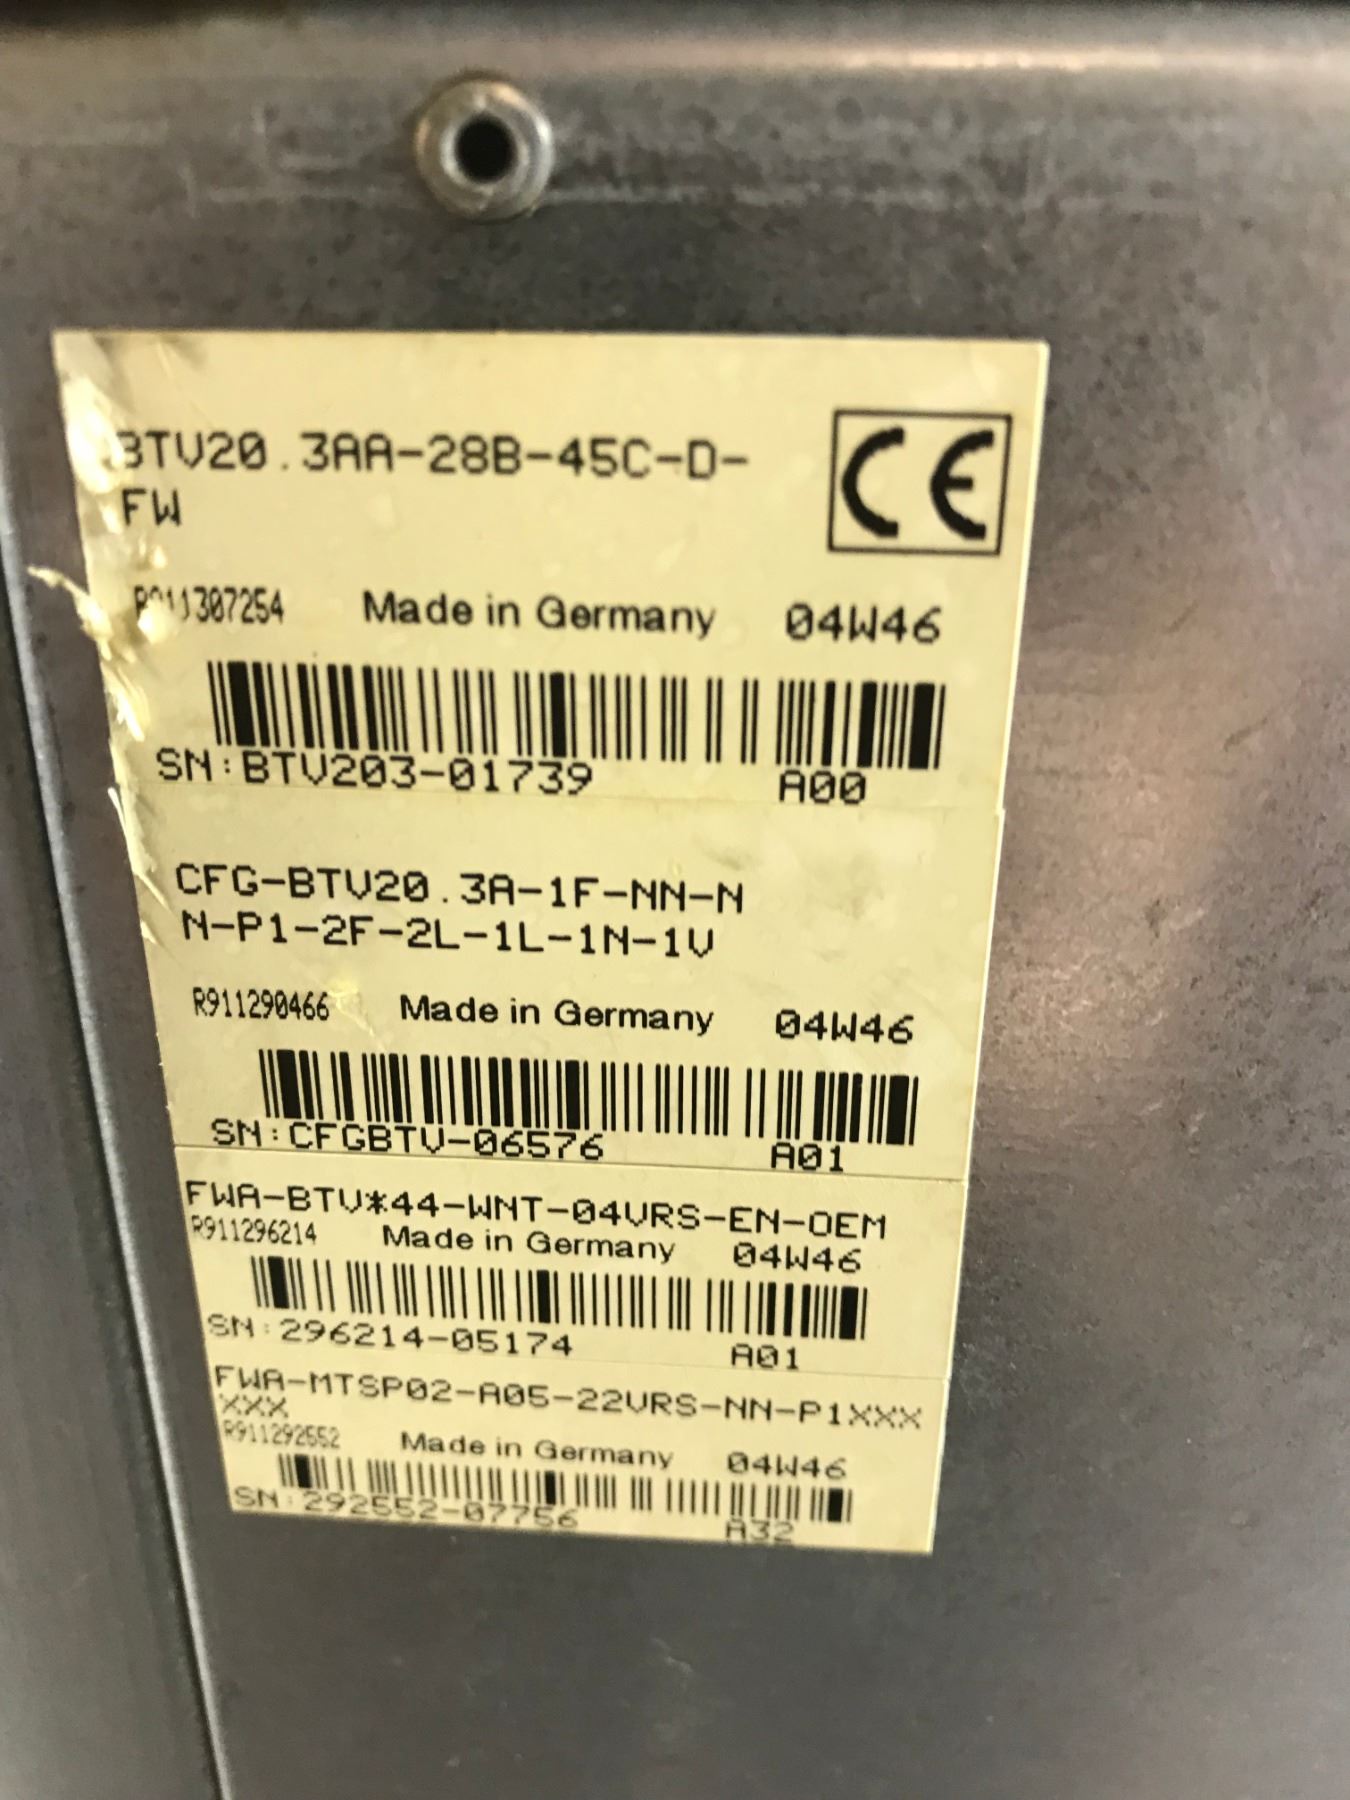 BTV20.3AA-28B-45C-D-
FW
CE
R911307254 Made in Germany 04W46
SN:BTV203-01739 A00
CFG-BTV20.3A-1F-NN-N
N-P1-2F-2L-1L-1N-1V
R911290466 Made in Germany 04W46
SN:CFGBTV-06576 A01
FWA-BTV*44-WNT-04VRS-EN-OEM
R911296214 Made in Germany 04W46
SN:296214-05174 A01
FWA-MTSP02-A05-22VRS-NN-P1XXX
XXX
R911292552 Made in Germany 04W46
SN:292552-07756 A32